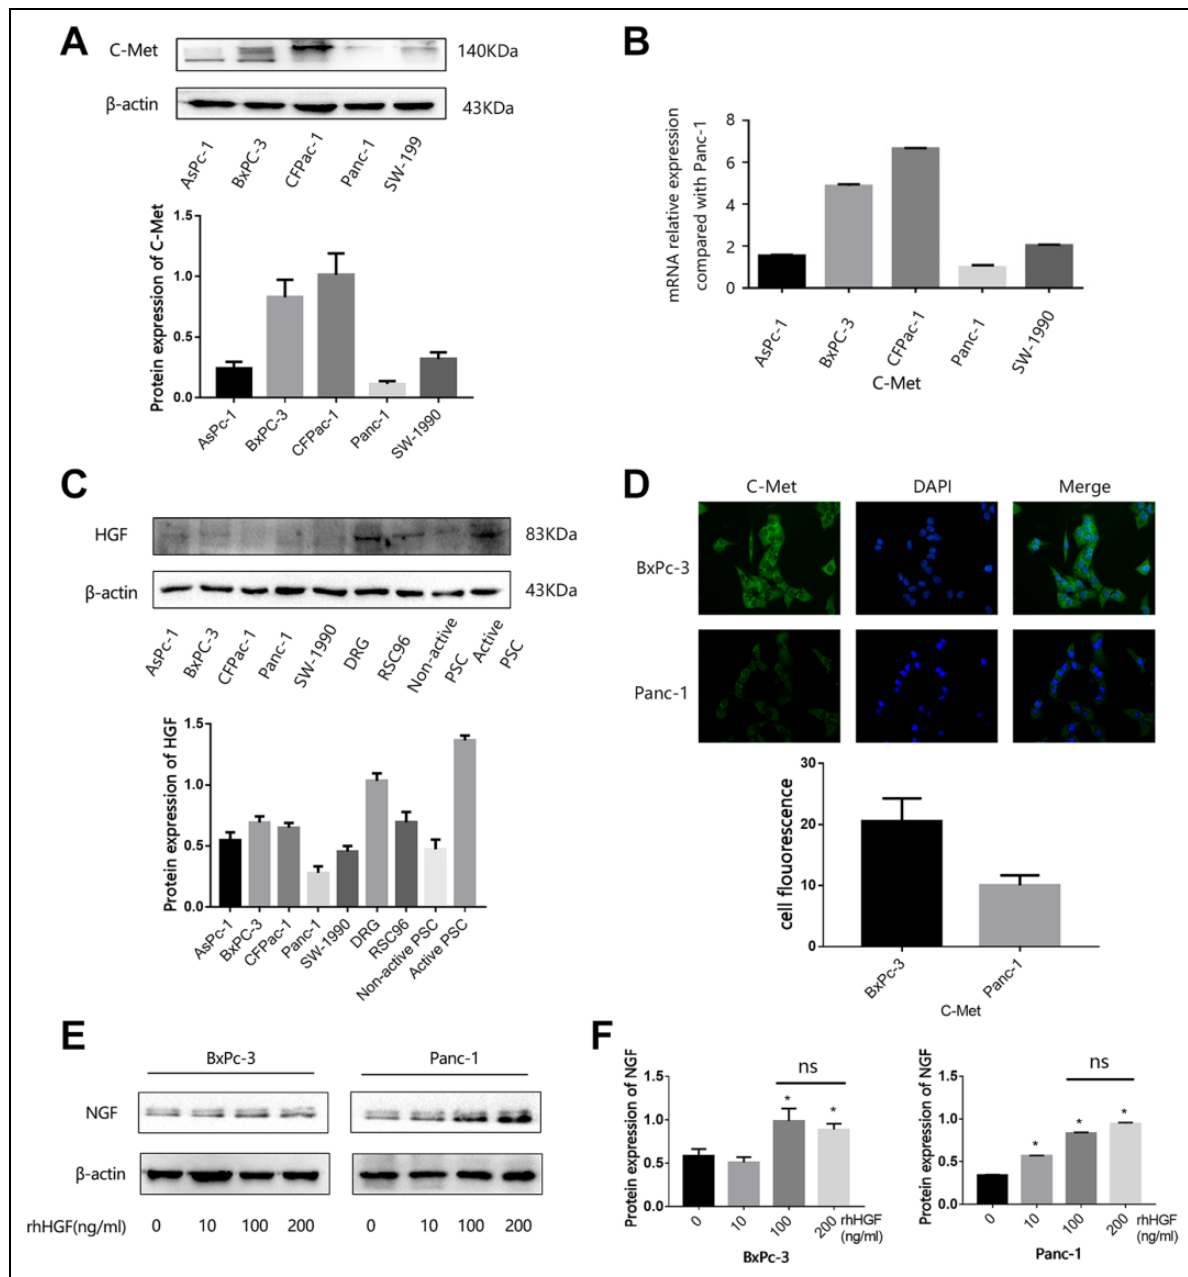 A
C-Met
140KDa
β-actin
43KDa
AsPc-1
BxPC-3
CFPac-1
Panc-1
SW-199
Protein expression of C-Met
1.5
1.0
0.5
0.0
AsPc-1
BxPC-3
CFPac-1
Panc-1
SW-1990
B
mRNA relative expression
compared with Panc-1
8
6
4
2
0
AsPc-1
BxPC-3
CFPac-1
Panc-1
SW-1990
C-Met
C
HGF
83KDa
β-actin
43KDa
AsPc-1
BxPC-3
CFPac-1
Panc-1
SW-1990
DRG
RSC96
Non-active
PSC
Active
PSC
Protein expression of HGF
1.5
1.0
0.5
0.0
AsPc-1
BxPC-3
CFPac-1
Panc-1
SW-1990
DRG
RSC96
Non-active PSC
Active PSC
D
C-Met DAPI Merge
BxPc-3
Panc-1
cell flouorescence
30
20
10
0
BxPc-3
Panc-1
C-Met
E
BxPc-3 Panc-1
NGF
β-actin
rhHGF(ng/ml) 0 10 100 200 0 10 100 200
F
Protein expression of NGF
1.5
1.0
0.5
0.0
ns
* *
0 10 100 200 rhHGF
(ng/ml)
BxPc-3
Protein expression of NGF
1.5
1.0
0.5
0.0
ns
* * *
0 10 100 200 rhHGF
(ng/ml)
Panc-1